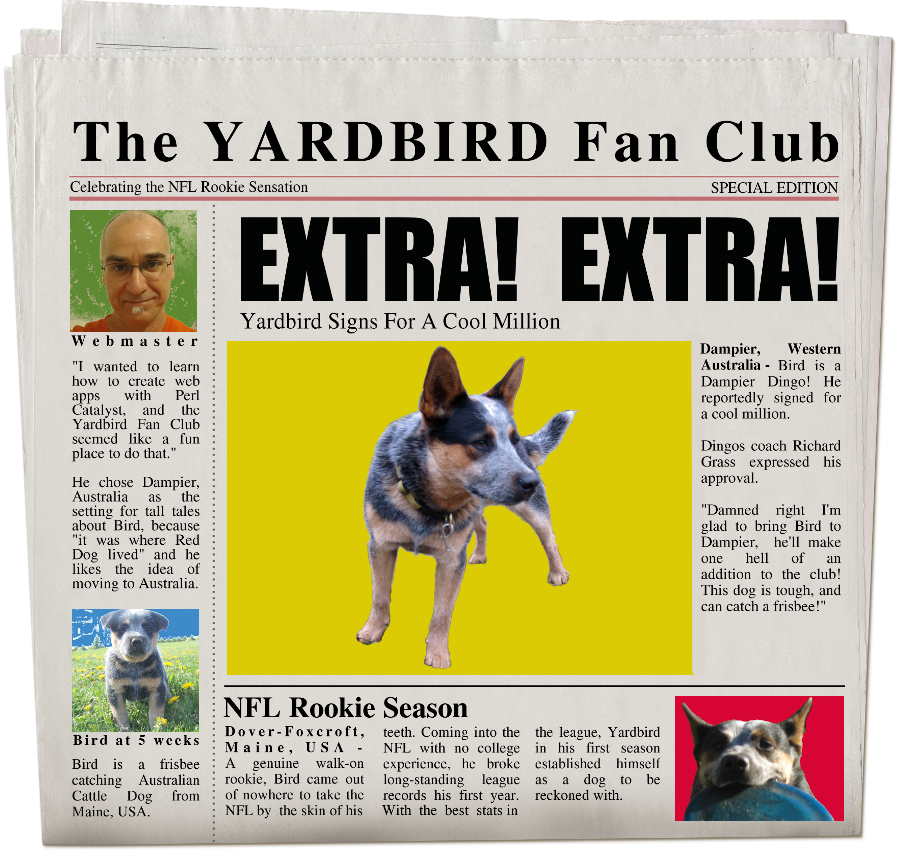 The YARDBIRD Fan Club
Celebrating the NFL Rookie Sensation
SPECIAL EDITION
Webmaster
"I wanted to learn
how to create web
apps with Perl
Catalyst, and the
Yardbird Fan Club
seemed like a fun
place to do that."
He chose Dampier,
Australia as the
setting for tall tales
about Bird, because
"it was where Red
Dog lived" and he
likes the idea of
moving to Australia.
Bird at 5 weeks
Bird is a frisbee
catching Australian
Cattle Dog from
Maine, USA.
EXTRA! EXTRA!
Yardbird Signs For A Cool Million
Dampier, Western
Australia - Bird is a
Dampier Dingo! He
reportedly signed for
a cool million.
Dingos coach Richard
Grass expressed his
approval.
"Damned right I'm
glad to bring Bird to
Dampier, he'll make
one hell of an
addition to the club!
This dog is tough, and
can catch a frisbee!"
NFL Rookie Season
Dover-Foxcroft,
Maine, USA -
A genuine walk-on
rookie, Bird came out
of nowhere to take the
NFL by the skin of his
teeth. Coming into the
NFL with no college
experience, he broke
long-standing league
records his first year.
With the best stats in
the league, Yardbird
in his first season
established himself
as a dog to be
reckoned with.